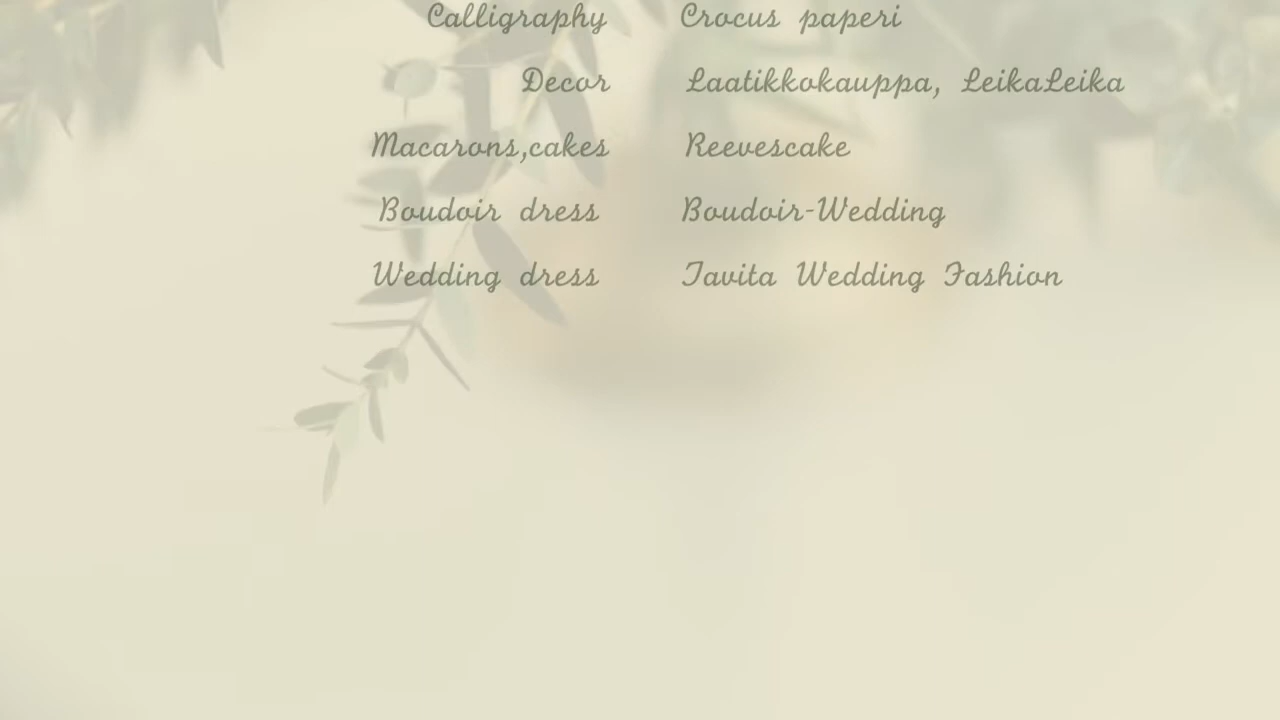 Calligraphy Crocus paperi
Decor Laatikkokauppa, LeikaLeika
Macarons,cakes Reevescake
Boudoir dress Boudoir-Wedding
Wedding dress Tavita Wedding Fashion